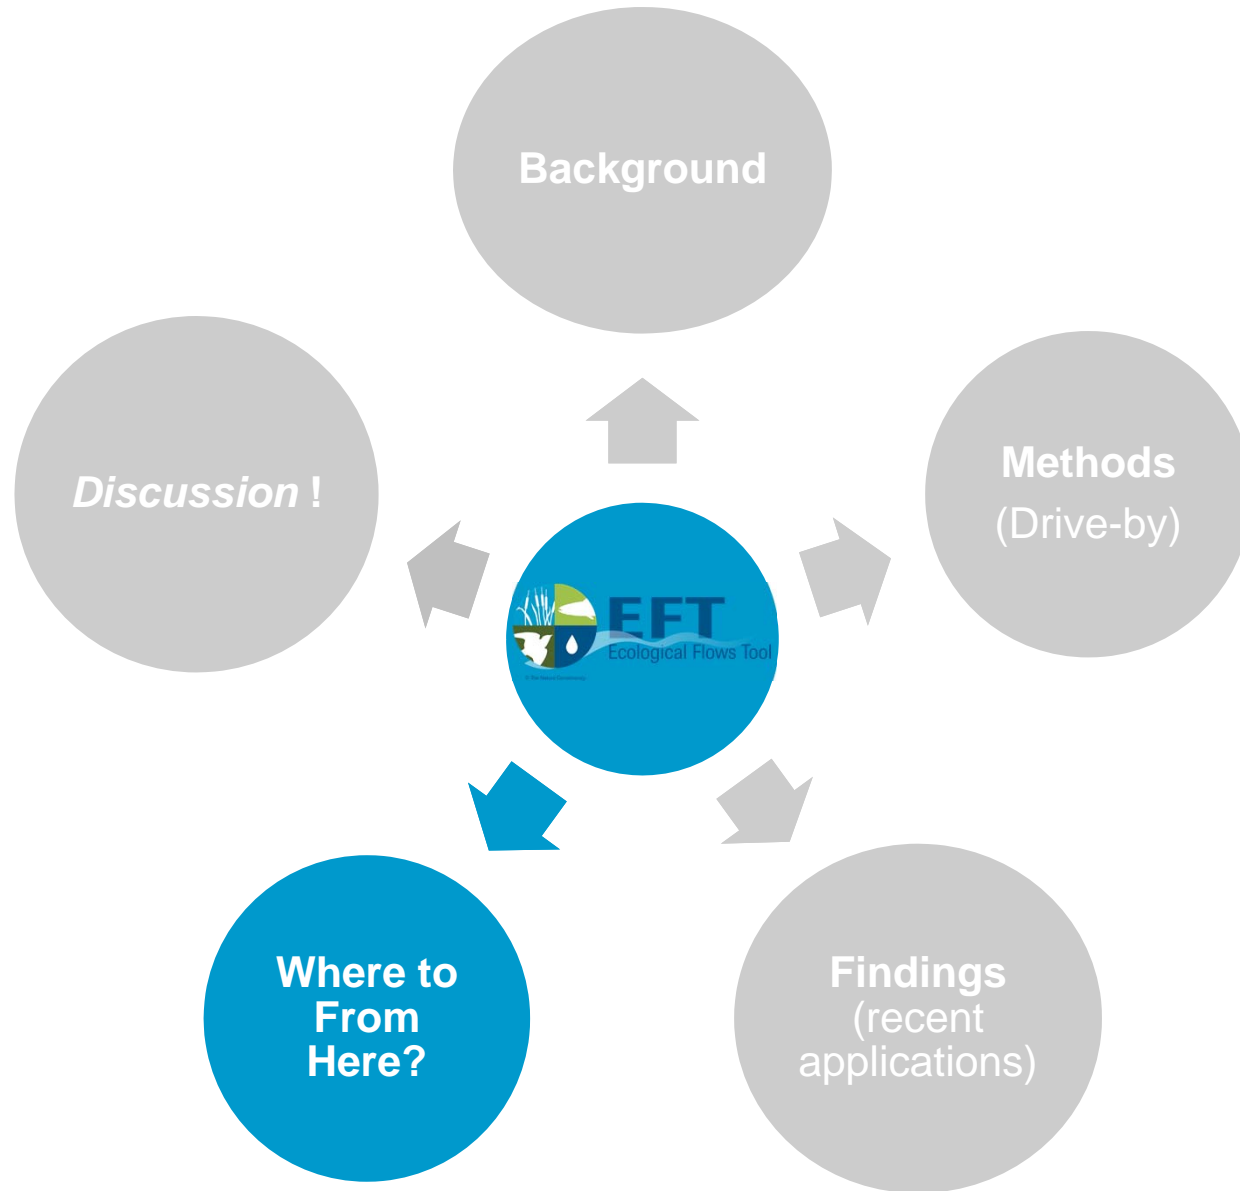 Background
Methods
(Drive-by)
Discussion !
EFT
Ecological Flows Tool
Where to
From
Here?
Findings
(recent
applications)